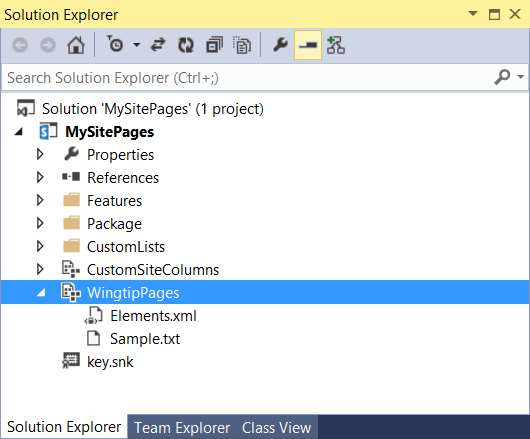 Solution Explorer
Search Solution Explorer (Ctrl+;)
Solution 'MySitePages' (1 project)
MySitePages
Properties
References
Features
Package
CustomLists
CustomSiteColumns
WingtipPages
Elements.xml
Sample.txt
key.snk
Solution Explorer Team Explorer Class View